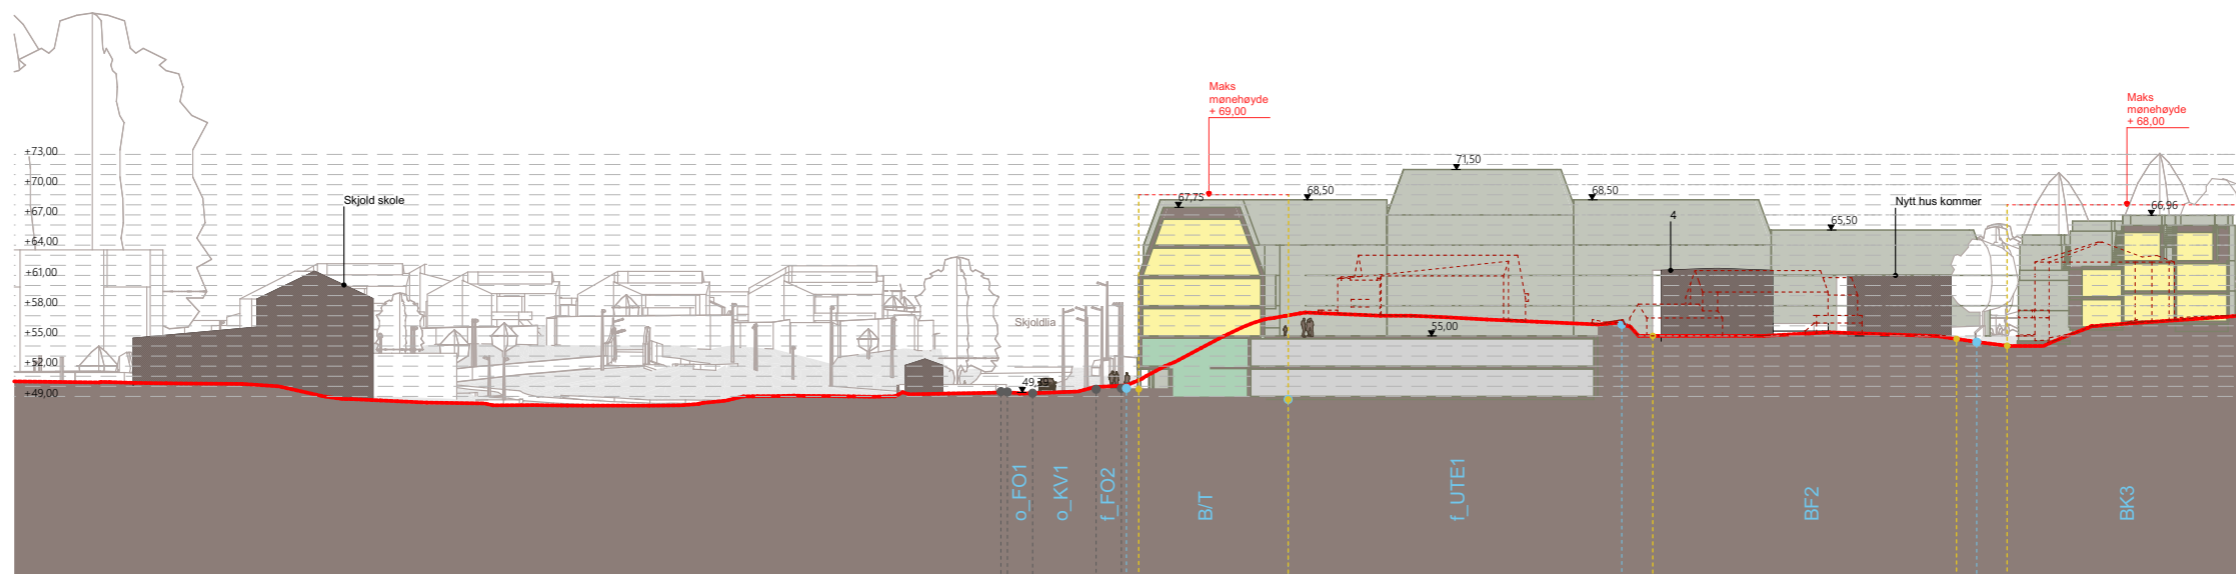 Maks
mønehøyde
+ 69,00
Maks
mønehøyde
+ 68,00
+73,00
+70,00
+67,00
+64,00
+61,00
+58,00
+55,00
+52,00
+49,00
Skjold skole
Skjoldlia
49,39
67,75
68,50
71,50
68,50
65,50
66,96
4
Nytt hus kommer
55,00
o_FO1
o_KV1
f_FO2
B/T
f_UTE1
BF2
BK3